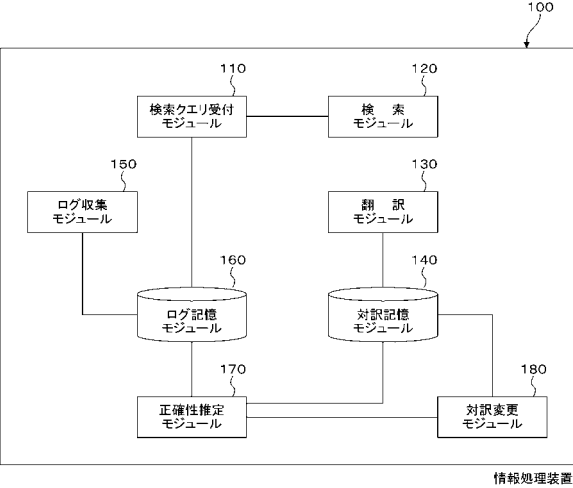 100
110
検索クエリ受付
モジュール
120
検 索
モジュール
150
ログ収集
モジュール
130
翻 訳
モジュール
160
ログ記憶
モジュール
140
対訳記憶
モジュール
170
正確性推定
モジュール
180
対訳変更
モジュール
情報処理装置